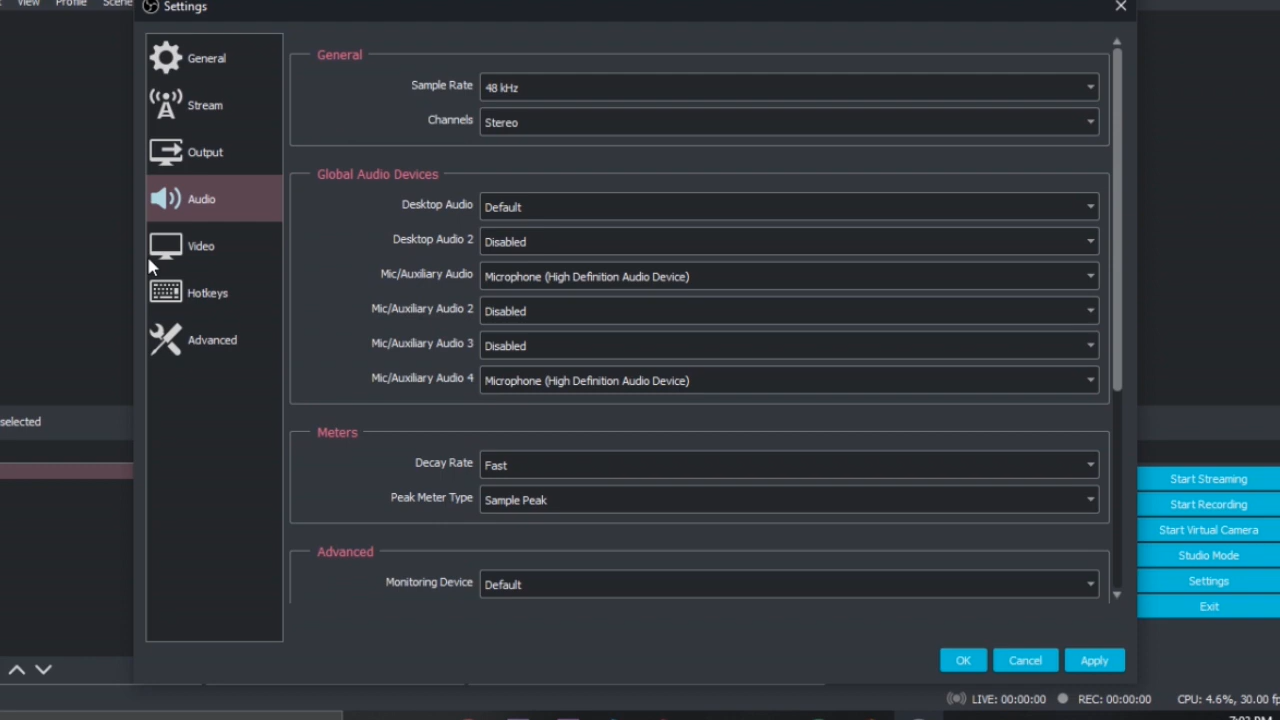 View Profile Scene
Settings
General
Stream
Output
Audio
Video
Hotkeys
Advanced
General
Sample Rate 48 kHz
Channels Stereo
Global Audio Devices
Desktop Audio Default
Desktop Audio 2 Disabled
Mic/Auxiliary Audio Microphone (High Definition Audio Device)
Mic/Auxiliary Audio 2 Disabled
Mic/Auxiliary Audio 3 Disabled
Mic/Auxiliary Audio 4 Microphone (High Definition Audio Device)
Meters
Decay Rate Fast
Peak Meter Type Sample Peak
Advanced
Monitoring Device Default
OK Cancel Apply
selected
Start Streaming
Start Recording
Start Virtual Camera
Studio Mode
Settings
Exit
LIVE: 00:00:00 REC: 00:00:00 CPU: 4.6%, 30.00 fp